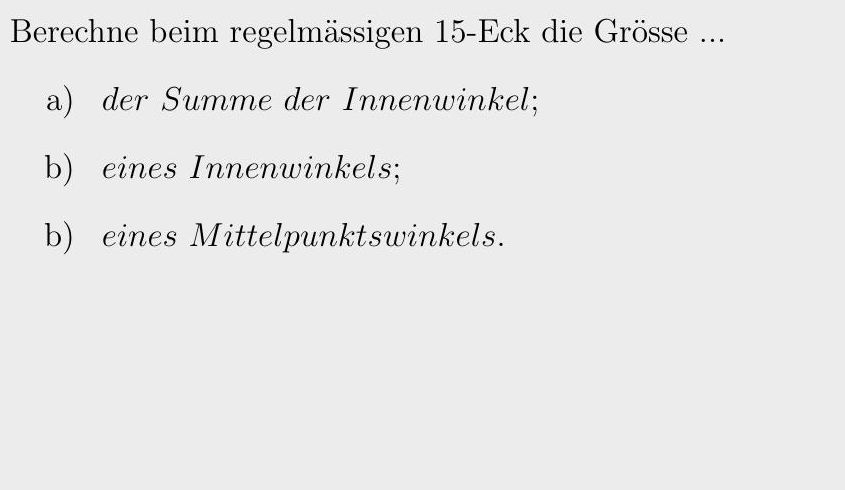 Berechne beim regelmässigen 15-Eck die Grösse ...
a) der Summe der Innenwinkel;
b) eines Innenwinkels;
b) eines Mittelpunktswinkels.